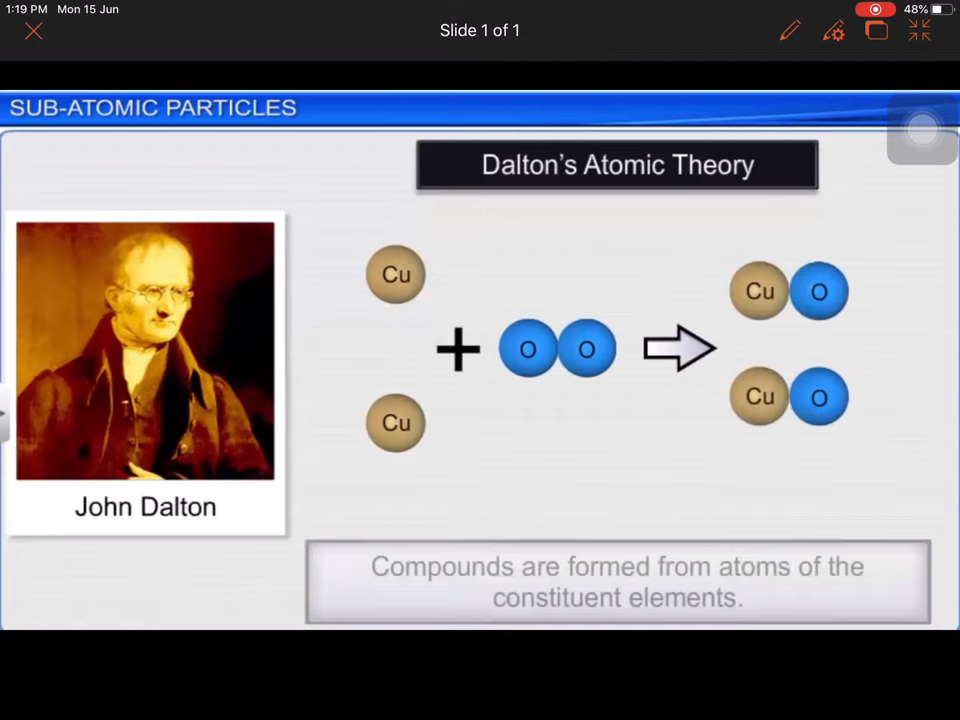 1:19 PM Mon 15 Jun
48%
Slide 1 of 1
SUB-ATOMIC PARTICLES
Dalton's Atomic Theory
Cu
Cu
+
O O
Cu O
Cu O
John Dalton
Compounds are formed from atoms of the
constituent elements.